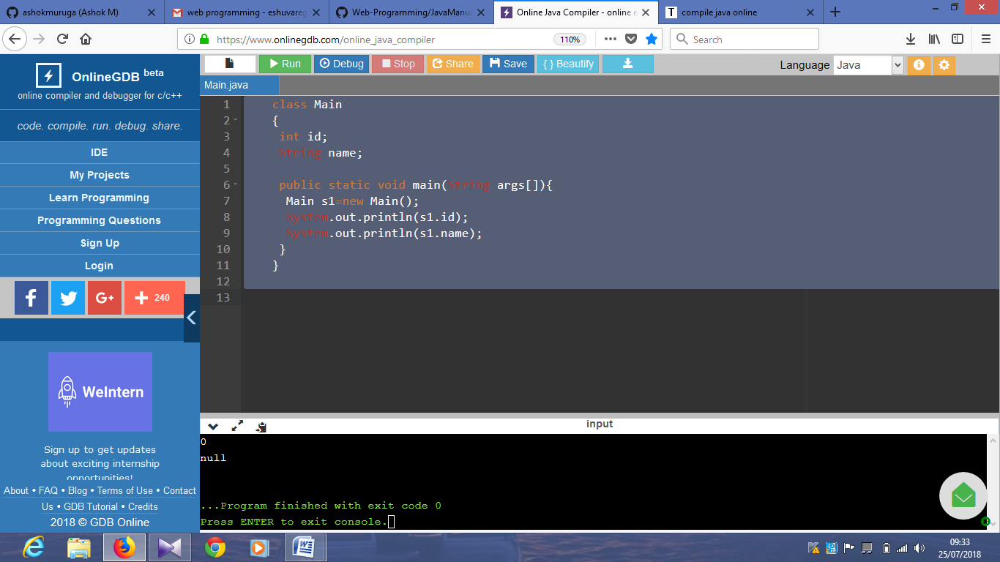 ashokmuruga (Ashok M)
web programming - eshuvareg
Web-Programming/JavaManua
Online Java Compiler - online e
T compile java online
https://www.onlinegdb.com/online_java_compiler
110%
Search
OnlineGDB beta
online compiler and debugger for c/c++
code. compile. run. debug. share.
IDE
My Projects
Learn Programming
Programming Questions
Sign Up
Login
f
G+
+ 240
WeIntern
Sign up to get updates
about exciting internship
opportunities!
About • FAQ • Blog • Terms of Use • Contact
Us • GDB Tutorial • Credits
2018 © GDB Online
Run Debug Stop Share Save { } Beautify
Language Java
Main.java
1 class Main
2 {
3 int id;
4 String name;
5
6 public static void main(String args[]){
7 Main s1=new Main();
8 System.out.println(s1.id);
9 System.out.println(s1.name);
10 }
11 }
12
13
input
0
null
...Program finished with exit code 0
Press ENTER to exit console.
09:33
25/07/2018